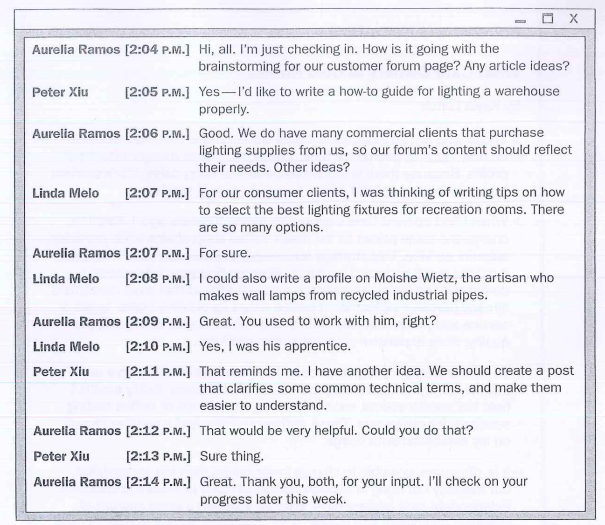 Aurelia Ramos [2:04 P.M.] Hi, all. I'm just checking in. How is it going with the
brainstorming for our customer forum page? Any article ideas?
Peter Xiu [2:05 P.M.] Yes—I'd like to write a how-to guide for lighting a warehouse
properly.
Aurelia Ramos [2:06 P.M.] Good. We do have many commercial clients that purchase
lighting supplies from us, so our forum's content should reflect
their needs. Other ideas?
Linda Melo [2:07 P.M.] For our consumer clients, I was thinking of writing tips on how
to select the best lighting fixtures for recreation rooms. There
are so many options.
Aurelia Ramos [2:07 P.M.] For sure.
Linda Melo [2:08 P.M.] I could also write a profile on Moishe Wietz, the artisan who
makes wall lamps from recycled industrial pipes.
Aurelia Ramos [2:09 P.M.] Great. You used to work with him, right?
Linda Melo [2:10 P.M.] Yes, I was his apprentice.
Peter Xiu [2:11 P.M.] That reminds me. I have another idea. We should create a post
that clarifies some common technical terms, and make them
easier to understand.
Aurelia Ramos [2:12 P.M.] That would be very helpful. Could you do that?
Peter Xiu [2:13 P.M.] Sure thing.
Aurelia Ramos [2:14 P.M.] Great. Thank you, both, for your input. I'll check on your
progress later this week.